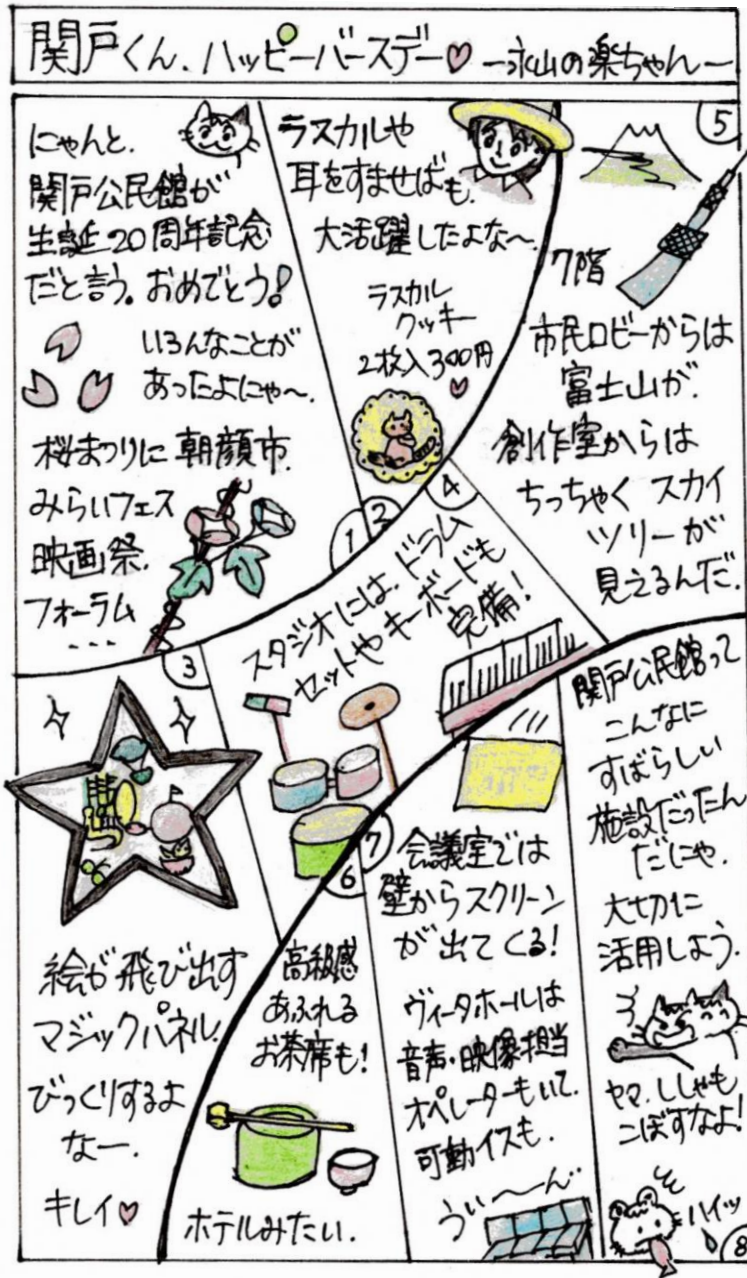 関戸くん、ハッピーバースデー♡ ～永山の楽ちゃん～
にゃんと、
関戸公民館が
生誕20周年記念
だと言う。おめでとう!
いろんなことが
あったよにゃ～。
桜まつりに朝顔市、
みらいフェス
映画祭、
フォーラム
...
①
ラスカルや
耳をすませばも、
大活躍したよな～。
ラスカル
クッキー
2枚入300円
②
③
絵が飛び出す
マジックパネル。
びっくりするよ
なー。
キレイ♡
④
スタジオには、ドラム
セットやキーボードも
完備!
⑤
7階
市民ロビーからは
富士山が、
創作室からは
ちっちゃく スカイ
ツリーが
見えるんだ。
⑥
高級感
あふれる
お茶席も!
ホテルみたい。
⑦
会議室では
壁からスクリーン
が出てくる!
ヴィータホールは
音声・映像担当
オペレーターもいて、
可動イスも。
うぃ～～ん
関戸公民館って
こんなに
すばらしい
施設だったん
だにゃ。
大切に
活用しよう。
ヤマ、ししゃも
こぼすなよ!
ハイッ
⑧